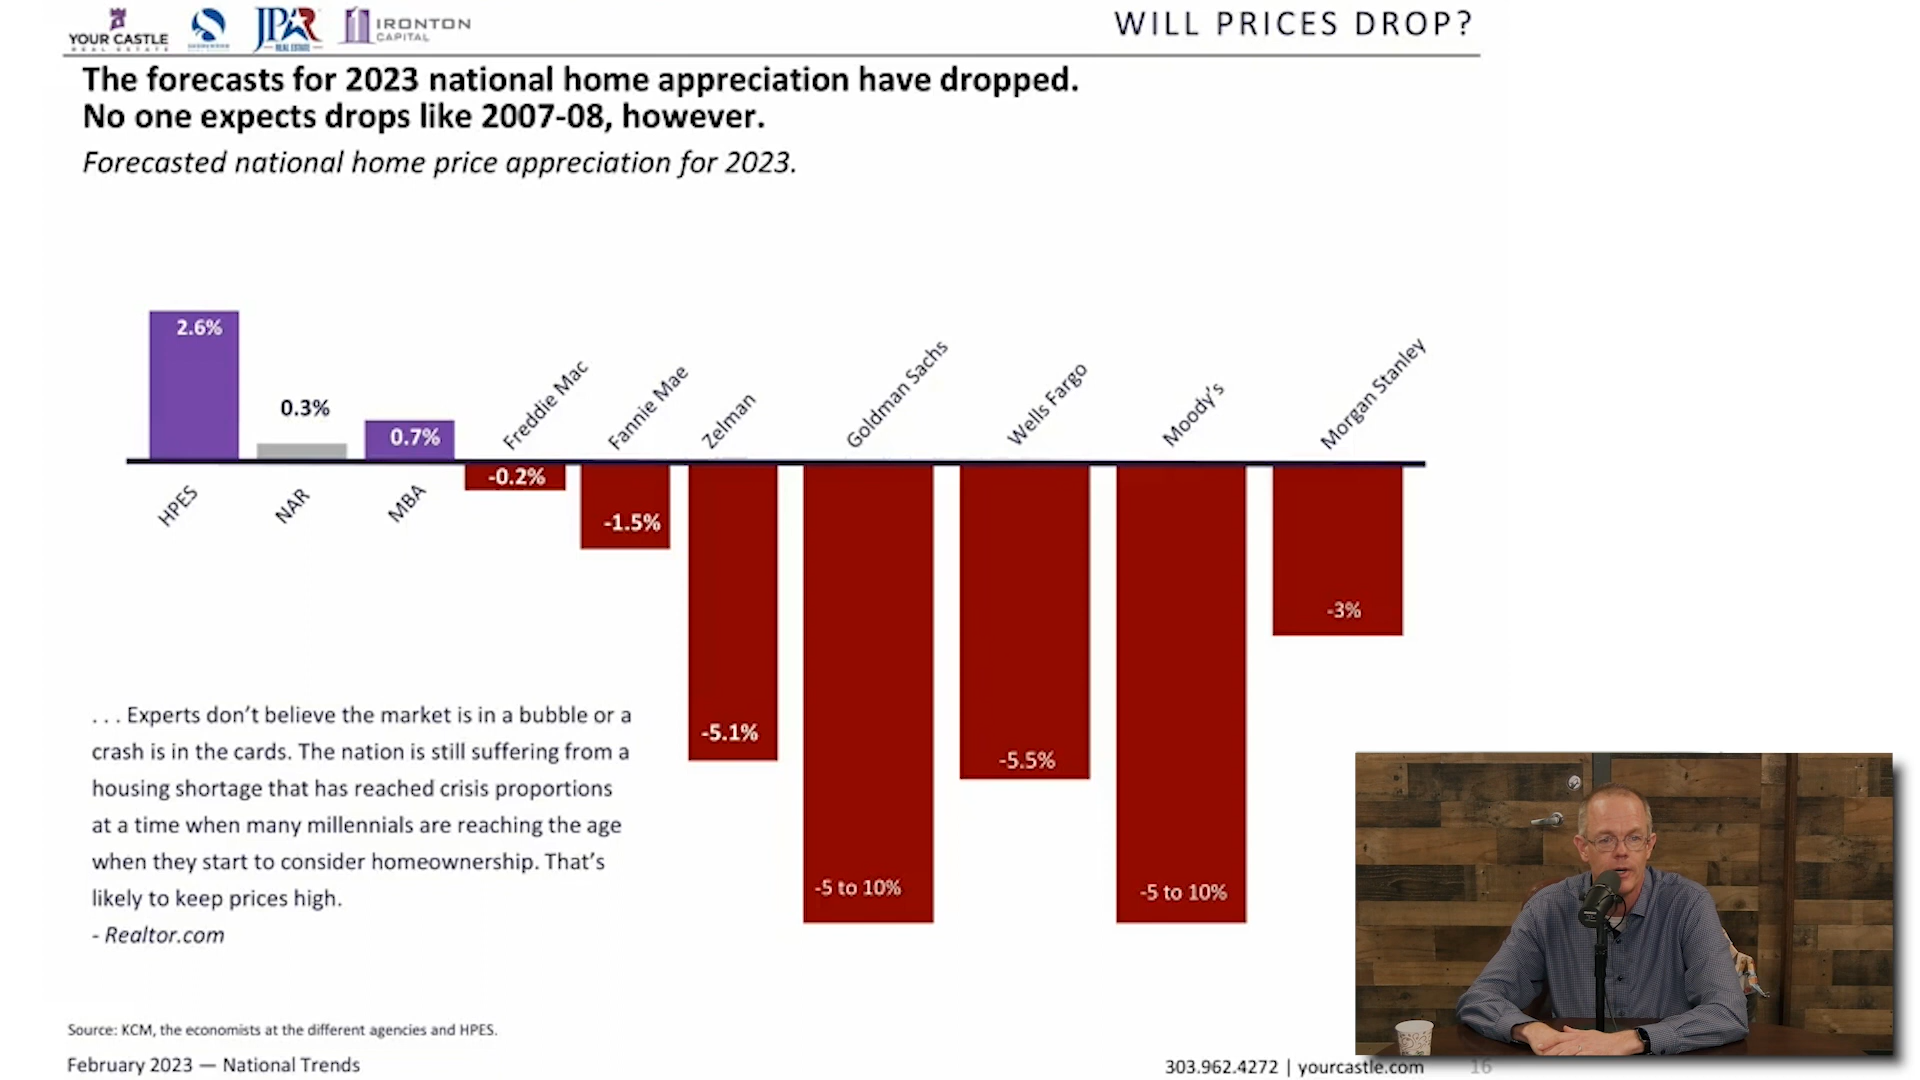 YOUR CASTLE
REAL ESTATE
JPAR
REAL ESTATE
IRONTON
CAPITAL
WILL PRICES DROP?
The forecasts for 2023 national home appreciation have dropped.
No one expects drops like 2007-08, however.
Forecasted national home price appreciation for 2023.
2.6%
0.3%
0.7%
HPES
NAR
MBA
Freddie Mac
Fannie Mae
Zelman
Goldman Sachs
Wells Fargo
Moody's
Morgan Stanley
-0.2%
-1.5%
-5.1%
-5 to 10%
-5.5%
-5 to 10%
-3%
. . . Experts don't believe the market is in a bubble or a
crash is in the cards. The nation is still suffering from a
housing shortage that has reached crisis proportions
at a time when many millennials are reaching the age
when they start to consider homeownership. That's
likely to keep prices high.
- Realtor.com
Source: KCM, the economists at the different agencies and HPES.
February 2023 — National Trends
303.962.4272 | yourcastle.com
16